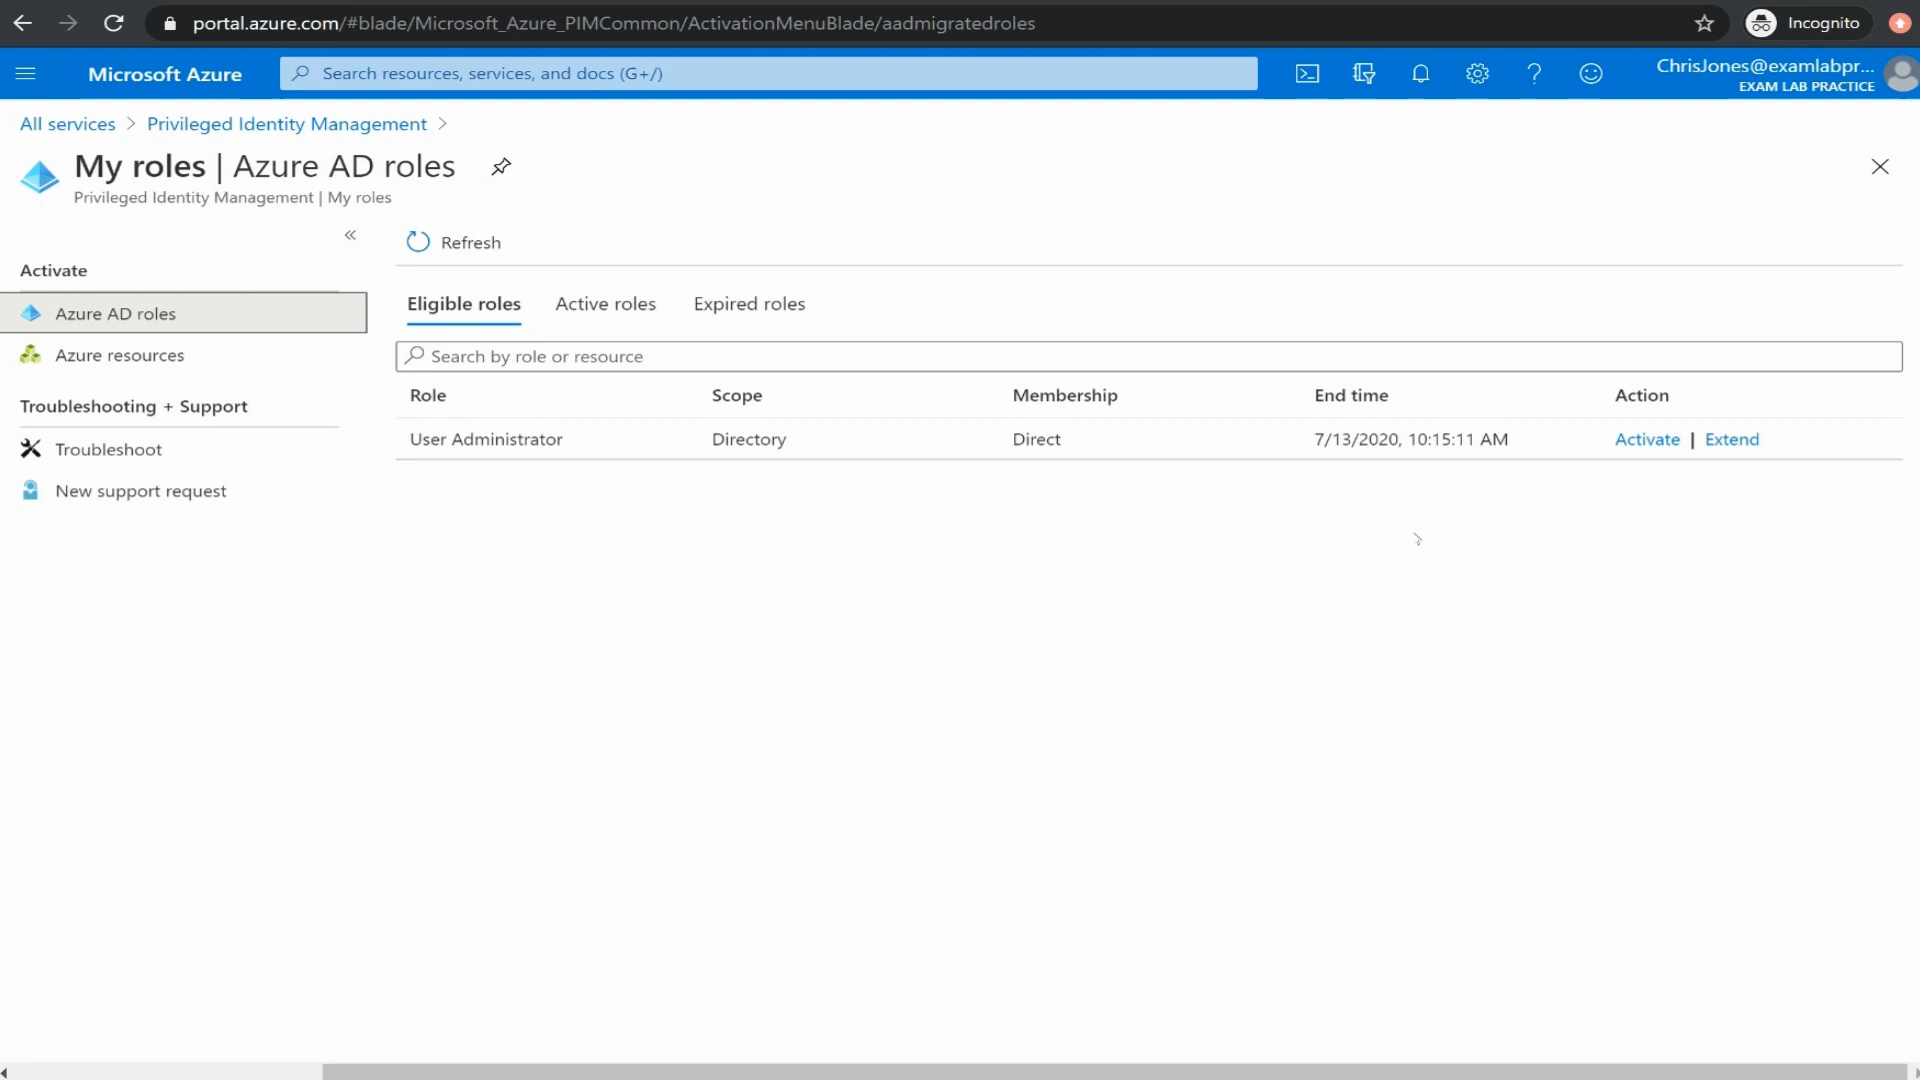 portal.azure.com/#blade/Microsoft_Azure_PIMCommon/ActivationMenuBlade/aadmigratedroles
Incognito
Microsoft Azure
Search resources, services, and docs (G+/)
ChrisJones@examlabpr...
EXAM LAB PRACTICE
All services > Privileged Identity Management >
My roles | Azure AD roles
Privileged Identity Management | My roles
Refresh
Activate
Azure AD roles
Azure resources
Troubleshooting + Support
Troubleshoot
New support request
Eligible roles Active roles Expired roles
Search by role or resource
Role Scope Membership End time Action
User Administrator Directory Direct 7/13/2020, 10:15:11 AM Activate | Extend